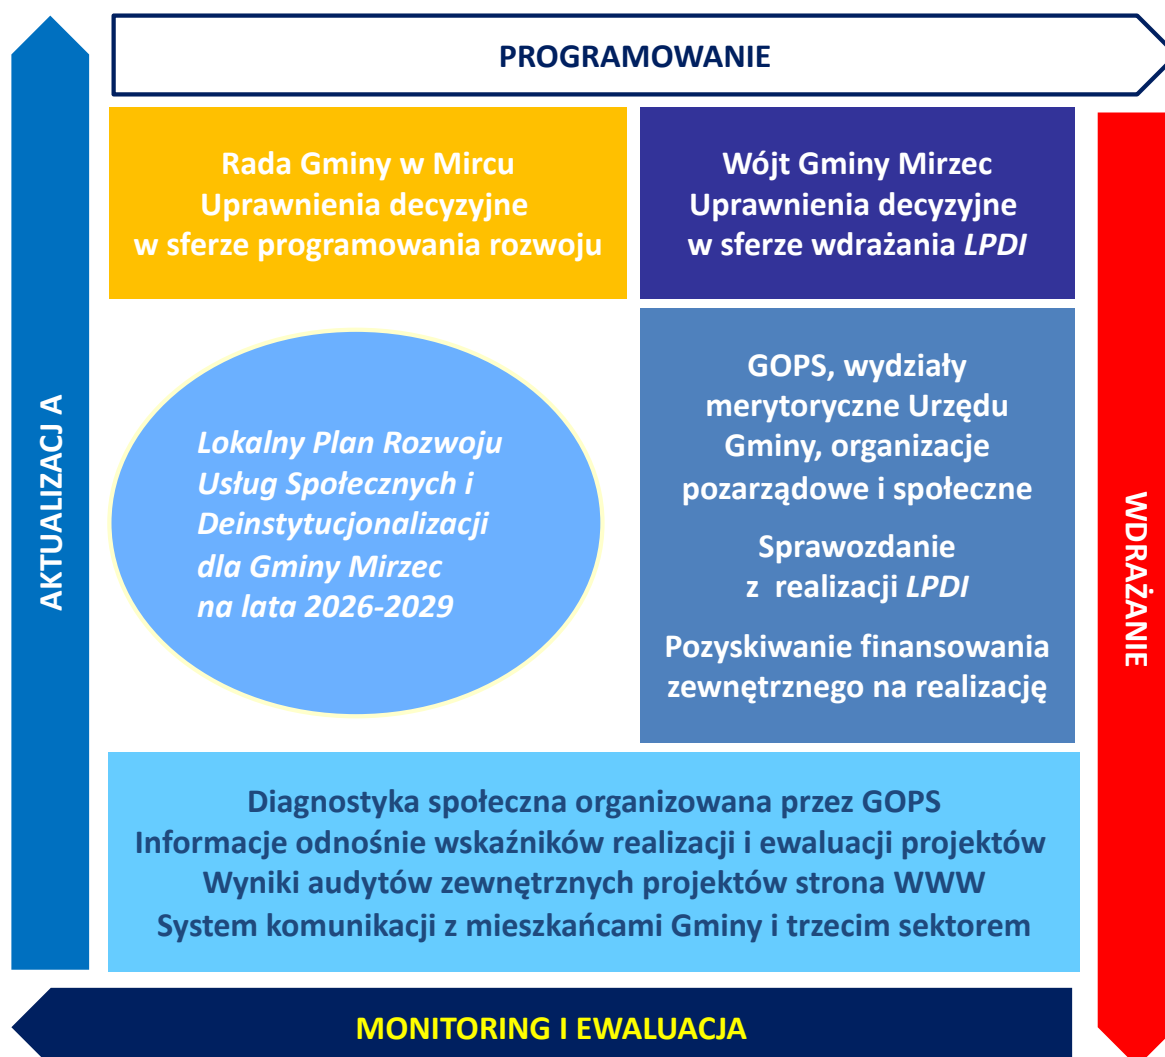 PROGRAMOWANIE
Rada Gminy w Mircu
Uprawnienia decyzyjne
w sferze programowania rozwoju
Wójt Gminy Mirzec
Uprawnienia decyzyjne
w sferze wdrażania LPDI
AKTUALIZACJ A
Lokalny Plan Rozwoju
Usług Społecznych i
Deinstytucjonalizacji
dla Gminy Mirzec
na lata 2026-2029
GOPS, wydziały
merytoryczne Urzędu
Gminy, organizacje
pozarządowe i społeczne
Sprawozdanie
z realizacji LPDI
Pozyskiwanie finansowania
zewnętrznego na realizację
WDRAŻANIE
Diagnostyka społeczna organizowana przez GOPS
Informacje odnośnie wskaźników realizacji i ewaluacji projektów
Wyniki audytów zewnętrznych projektów strona WWW
System komunikacji z mieszkańcami Gminy i trzecim sektorem
MONITORING I EWALUACJA